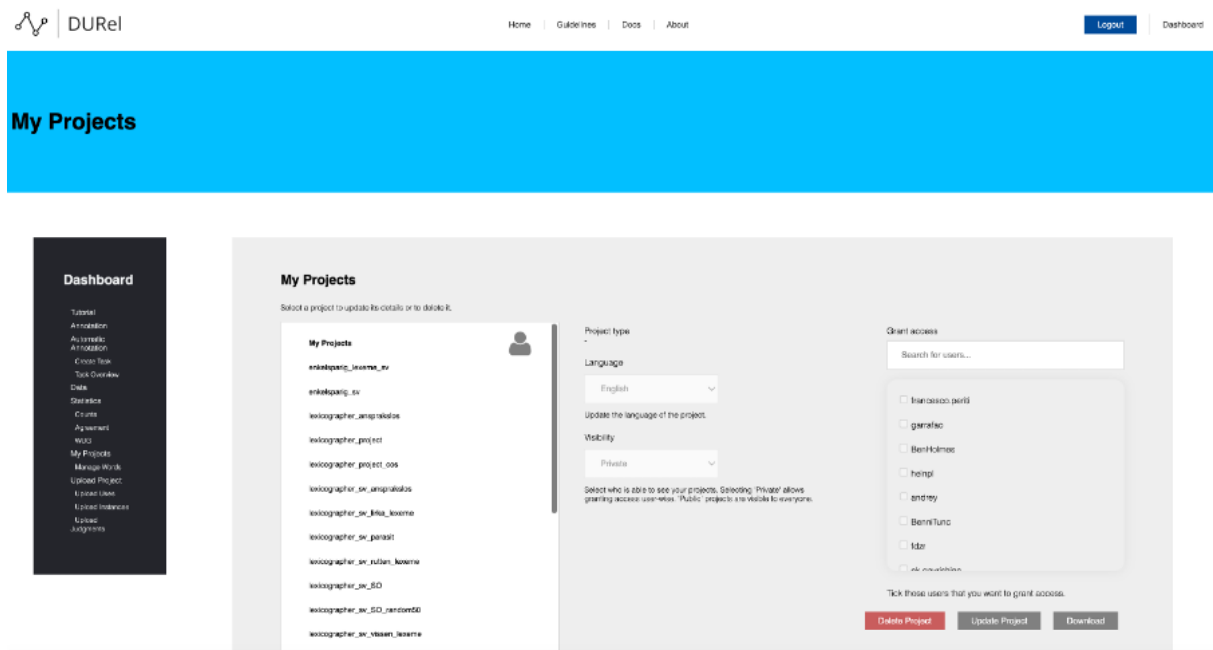 DURel
Home
Guidelines
Docs
About
Logout
Dashboard
My Projects
Dashboard
Tutorial
Annotation
Automatic
Annotation
Create Task
Task Overview
Data
Statistics
Counts
Agreement
WUG
My Projects
Manage Words
Upload Project
Upload Uses
Upload Instances
Upload
Judgments
My Projects
Select a project to update its details or to delete it.
My Projects
enkelsparig_lexeme_sv
enkelsparig_sv
lexicographer_anspråkslos
lexicographer_project
lexicographer_project_cos
lexicographer_sv_anspråkslos
lexicographer_sv_parasit
lexicographer_sv_rutten_lexeme
lexicographer_sv_SO
lexicographer_sv_SO_random50
lexicographer_sv_vissen_lexeme
Project type
-
Language
English
Update the language of the project.
Visibility
Private
Select who is able to see your projects. Selecting 'Private' allows
granting access user-wise. 'Public' projects are visible to everyone.
Grant access
Search for users...
francesco.periti
garrafao
BenHolmes
heinpl
andrey
BenniTunc
fdzr
Tick those users that you want to grant access.
Delete Project
Update Project
Download